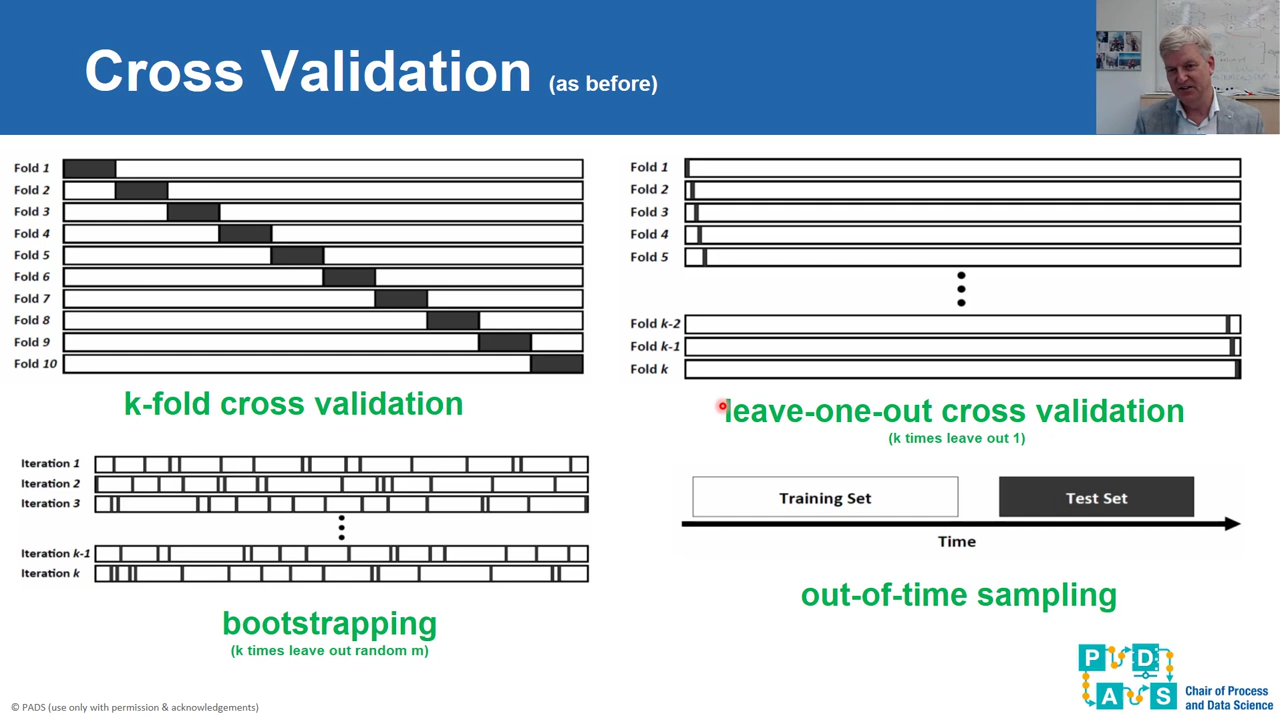 Cross Validation (as before)
Fold 1
Fold 2
Fold 3
Fold 4
Fold 5
Fold 6
Fold 7
Fold 8
Fold 9
Fold 10
k-fold cross validation
Fold 1
Fold 2
Fold 3
Fold 4
Fold 5
Fold k-2
Fold k-1
Fold k
leave-one-out cross validation
(k times leave out 1)
Iteration 1
Iteration 2
Iteration 3
Iteration k-1
Iteration k
bootstrapping
(k times leave out random m)
Training Set
Test Set
Time
out-of-time sampling
P D
A S
Chair of Process
and Data Science
© PADS (use only with permission & acknowledgements)